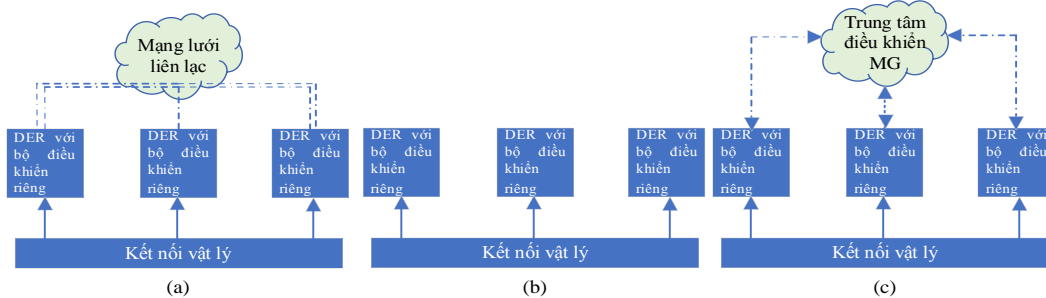 Mạng lưới
liên lạc
DER với
bộ điều
khiển
riêng
DER với
bộ điều
khiển
riêng
DER với
bộ điều
khiển
riêng
Kết nối vật lý
(a)
DER với
bộ điều
khiển
riêng
DER với
bộ điều
khiển
riêng
DER với
bộ điều
khiển
riêng
Kết nối vật lý
(b)
Trung tâm
điều khiển
MG
DER với
bộ điều
khiển
riêng
DER với
bộ điều
khiển
riêng
DER với
bộ điều
khiển
riêng
Kết nối vật lý
(c)